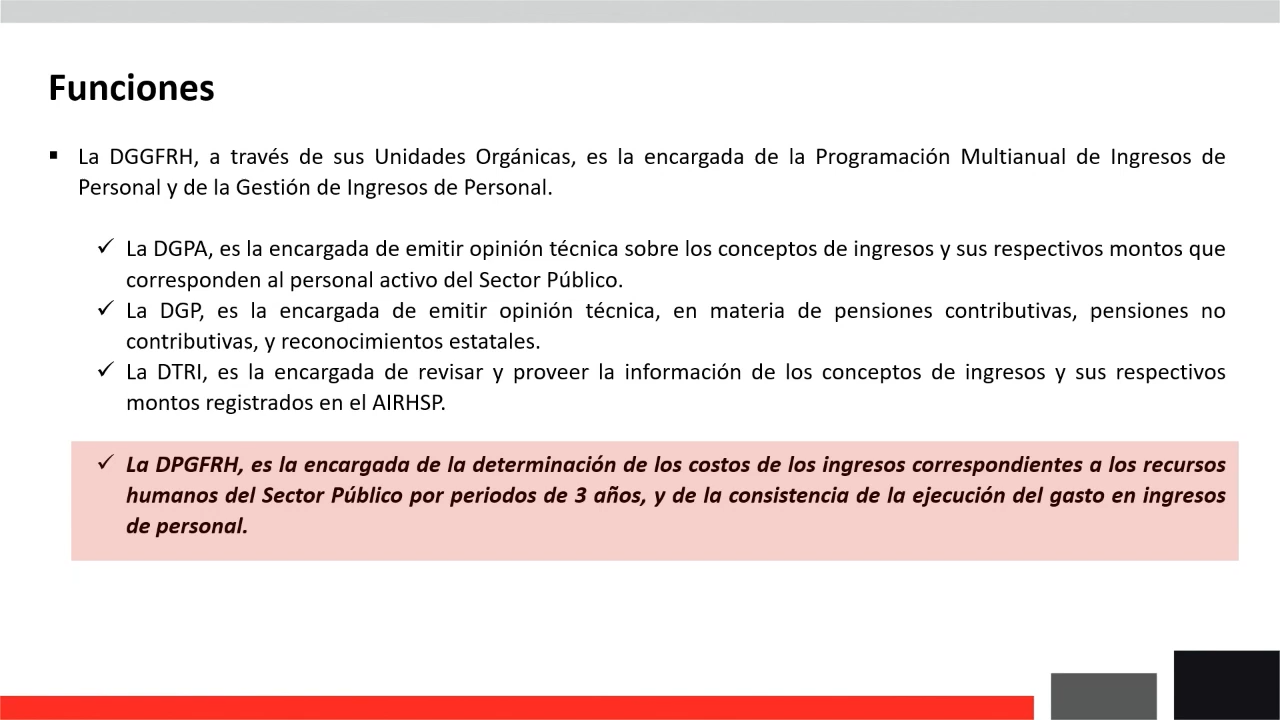 Funciones
▪ La DGGFRH, a través de sus Unidades Orgánicas, es la encargada de la Programación Multianual de Ingresos de
Personal y de la Gestión de Ingresos de Personal.
✓ La DGPA, es la encargada de emitir opinión técnica sobre los conceptos de ingresos y sus respectivos montos que
corresponden al personal activo del Sector Público.
✓ La DGP, es la encargada de emitir opinión técnica, en materia de pensiones contributivas, pensiones no
contributivas, y reconocimientos estatales.
✓ La DTRI, es la encargada de revisar y proveer la información de los conceptos de ingresos y sus respectivos
montos registrados en el AIRHSP.
✓ La DPGFRH, es la encargada de la determinación de los costos de los ingresos correspondientes a los recursos
humanos del Sector Público por periodos de 3 años, y de la consistencia de la ejecución del gasto en ingresos
de personal.